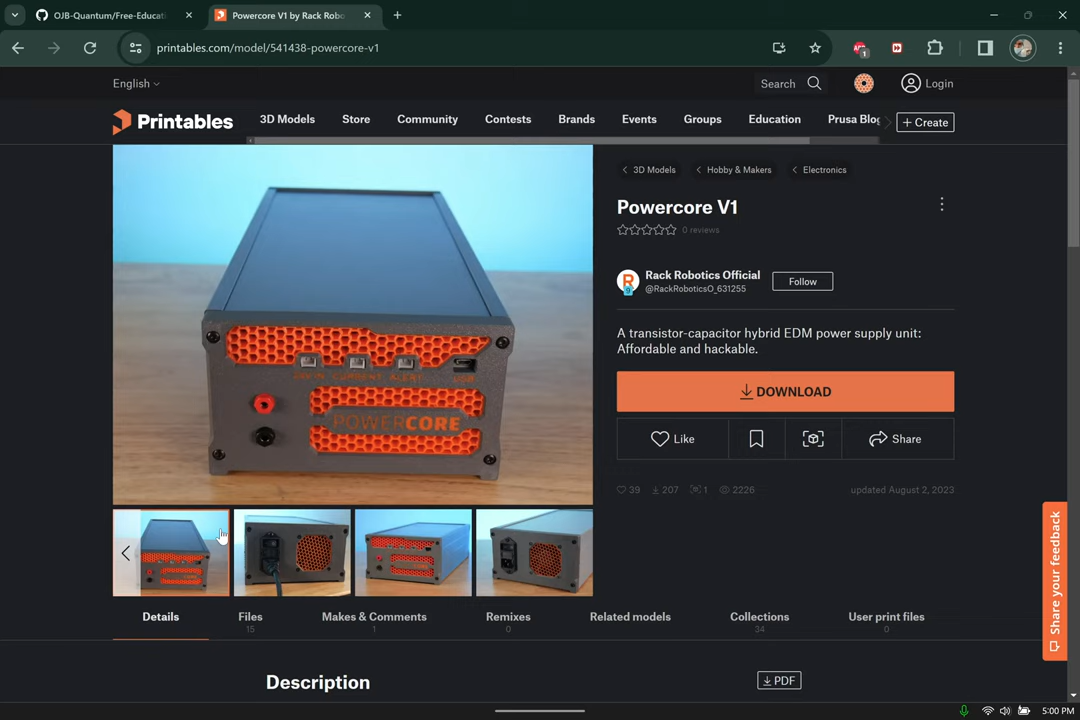 OJB-Quantum/Free-Educati
Powercore V1 by Rack Robo
printables.com/model/541438-powercore-v1
1
English
Search
Login
Printables
3D Models
Store
Community
Contests
Brands
Events
Groups
Education
Prusa Blog
+ Create
3D Models
Hobby & Makers
Electronics
Powercore V1
0 reviews
R
Rack Robotics Official
@RackRoboticsO_631255
Follow
A transistor-capacitor hybrid EDM power supply unit:
Affordable and hackable.
DOWNLOAD
Like
Share
39
207
1
2226
updated August 2, 2023
CURRENT
ALERT
POWERCORE
Share your feedback
Details
Files
15
Makes & Comments
1
Remixes
0
Related models
Collections
34
User print files
0
Description
PDF
5:00 PM